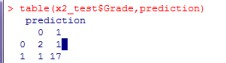 > table(x2_test$Grade,prediction)
prediction
0 1
0 2 1
1 1 17